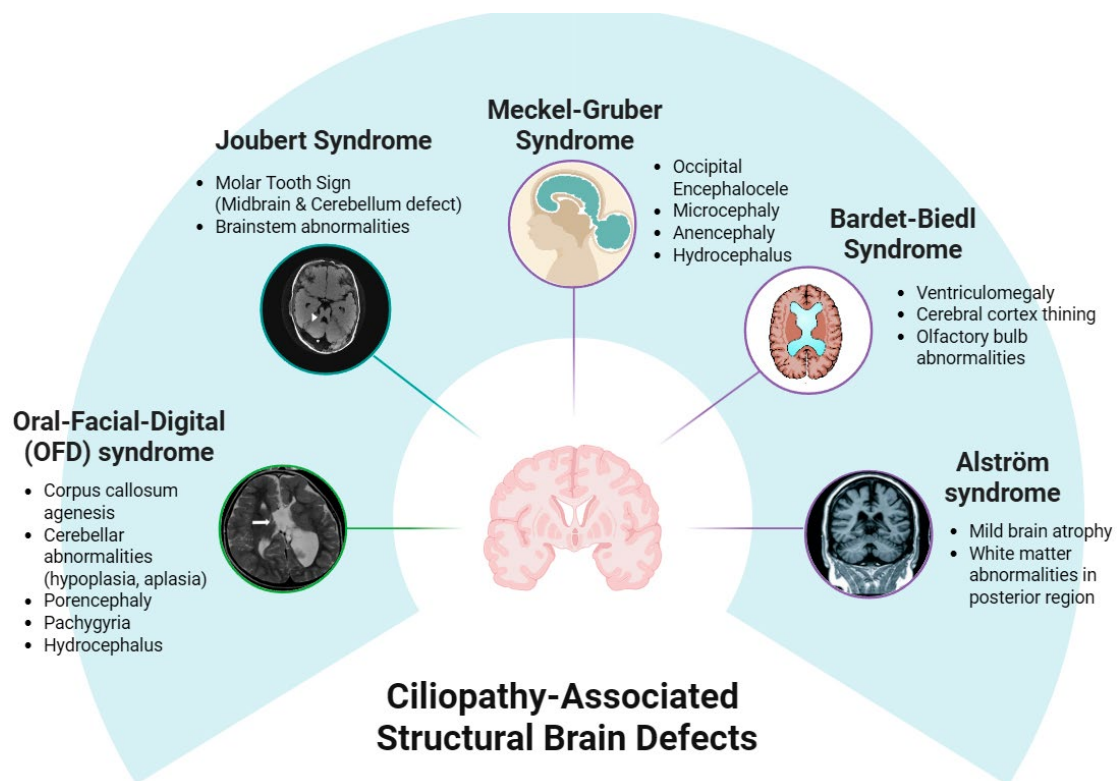 Meckel-Gruber
Syndrome
• Occipital
Encephalocele
• Microcephaly
• Anencephaly
• Hydrocephalus
Joubert Syndrome
• Molar Tooth Sign
(Midbrain & Cerebellum defect)
• Brainstem abnormalities
Bardet-Biedl
Syndrome
• Ventriculomegaly
• Cerebral cortex thining
• Olfactory bulb
abnormalities
Oral-Facial-Digital
(OFD) syndrome
• Corpus callosum
agenesis
• Cerebellar
abnormalities
(hypoplasia, aplasia)
• Porencephaly
• Pachygyria
• Hydrocephalus
Alström
syndrome
• Mild brain atrophy
• White matter
abnormalities in
posterior region
Ciliopathy-Associated
Structural Brain Defects